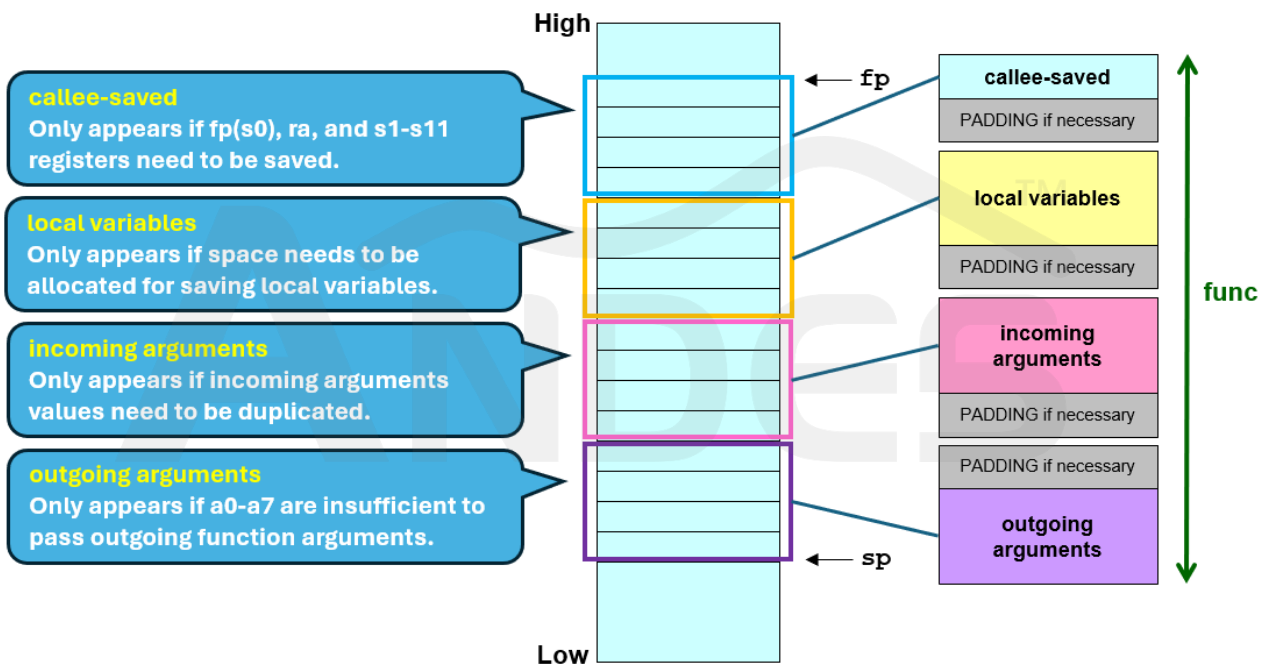 High
callee-saved
Only appears if fp(s0), ra, and s1-s11
registers need to be saved.
local variables
Only appears if space needs to be
allocated for saving local variables.
incoming arguments
Only appears if incoming arguments
values need to be duplicated.
outgoing arguments
Only appears if a0-a7 are insufficient to
pass outgoing function arguments.
fp
sp
Low
callee-saved
PADDING if necessary
local variables
PADDING if necessary
incoming
arguments
PADDING if necessary
PADDING if necessary
outgoing
arguments
func
ANDES
TM